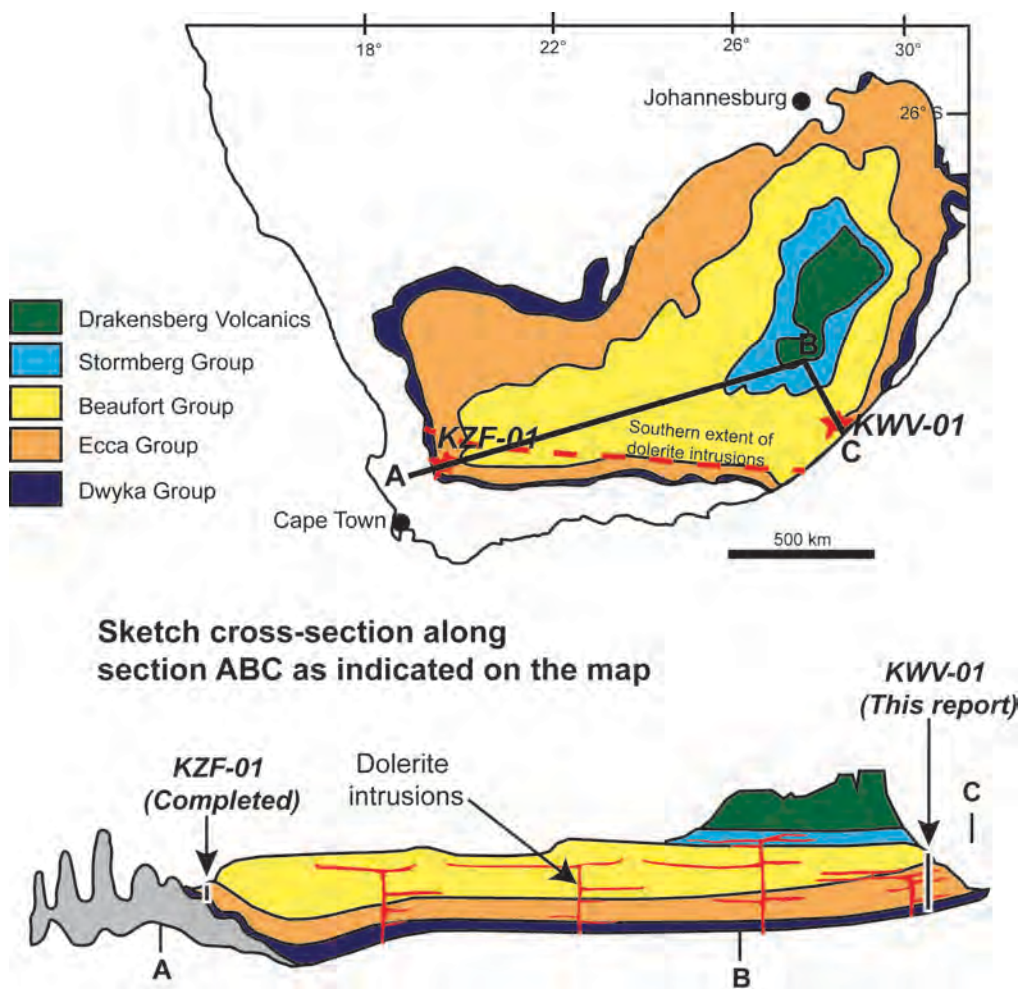 18°
22°
26°
30°
Johannesburg
26° S
Drakensberg Volcanics
Stormberg Group
Beaufort Group
Ecca Group
Dwyka Group
B
KZF-01
A
Southern extent of
dolerite intrusions
KWV-01
C
Cape Town
500 km
Sketch cross-section along
section ABC as indicated on the map
KWV-01
(This report)
KZF-01
(Completed)
Dolerite
intrusions
C
A
B